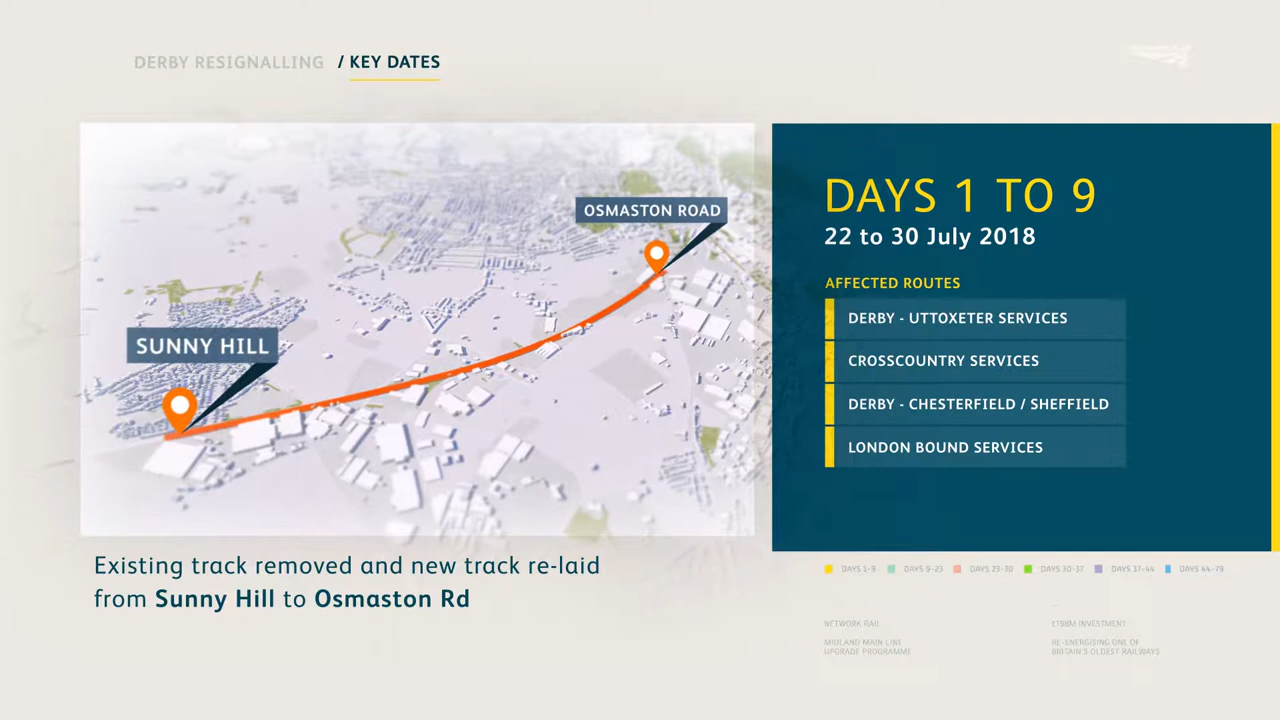 DERBY RESIGNALLING / KEY DATES
OSMASTON ROAD
SUNNY HILL
Existing track removed and new track re-laid
from Sunny Hill to Osmaston Rd
DAYS 1 TO 9
22 to 30 July 2018
AFFECTED ROUTES
DERBY - UTTOXETER SERVICES
CROSSCOUNTRY SERVICES
DERBY - CHESTERFIELD / SHEFFIELD
LONDON BOUND SERVICES
DAYS 1-9 DAYS 9-23 DAYS 23-30 DAYS 30-37 DAYS 37-44 DAYS 44-79
NETWORK RAIL
MIDLAND MAIN LINE
UPGRADE PROGRAMME
INVESTMENT
RE-ENERGISING ONE OF
BRITAIN'S OLDEST RAILWAYS